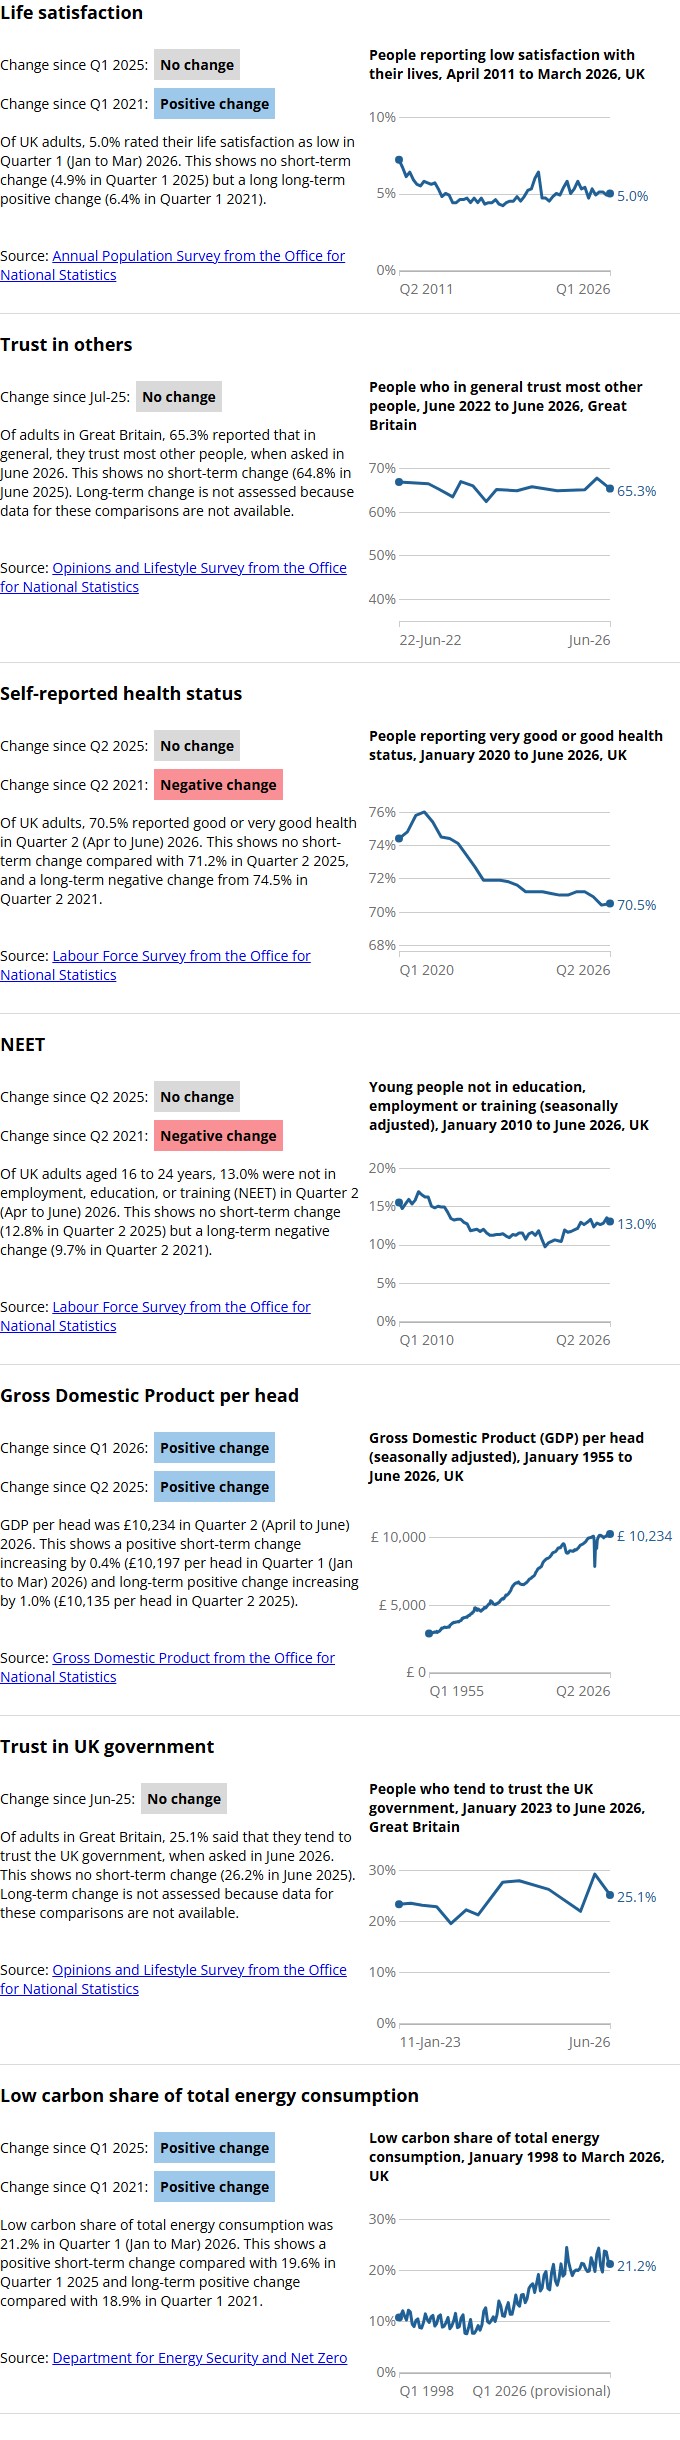 Life satisfaction
Change since Q1 2025: No change
Change since Q1 2021: Positive change
Of UK adults, 5.0% rated their life satisfaction as low in
Quarter 1 (Jan to Mar) 2026. This shows no short-term
change (4.9% in Quarter 1 2025) but a long long-term
positive change (6.4% in Quarter 1 2021).
Source: Annual Population Survey from the Office for
National Statistics
People reporting low satisfaction with
their lives, April 2011 to March 2026, UK
10%
5%
5.0%
0%
Q2 2011 Q1 2026
Trust in others
Change since Jul-25: No change
Of adults in Great Britain, 65.3% reported that in
general, they trust most other people, when asked in
June 2026. This shows no short-term change (64.8% in
June 2025). Long-term change is not assessed because
data for these comparisons are not available.
Source: Opinions and Lifestyle Survey from the Office
for National Statistics
People who in general trust most other
people, June 2022 to June 2026, Great
Britain
70%
65.3%
60%
50%
40%
22-Jun-22 Jun-26
Self-reported health status
Change since Q2 2025: No change
Change since Q2 2021: Negative change
Of UK adults, 70.5% reported good or very good health
in Quarter 2 (Apr to June) 2026. This shows no short-
term change compared with 71.2% in Quarter 2 2025,
and a long-term negative change from 74.5% in
Quarter 2 2021.
Source: Labour Force Survey from the Office for
National Statistics
People reporting very good or good health
status, January 2020 to June 2026, UK
76%
74%
72%
70%
70.5%
68%
Q1 2020 Q2 2026
NEET
Change since Q2 2025: No change
Change since Q2 2021: Negative change
Of UK adults aged 16 to 24 years, 13.0% were not in
employment, education, or training (NEET) in Quarter 2
(Apr to June) 2026. This shows no short-term change
(12.8% in Quarter 2 2025) but a long-term negative
change (9.7% in Quarter 2 2021).
Source: Labour Force Survey from the Office for
National Statistics
Young people not in education,
employment or training (seasonally
adjusted), January 2010 to June 2026, UK
20%
15%
13.0%
10%
5%
0%
Q1 2010 Q2 2026
Gross Domestic Product per head
Change since Q1 2026: Positive change
Change since Q2 2025: Positive change
GDP per head was £10,234 in Quarter 2 (April to June)
2026. This shows a positive short-term change
increasing by 0.4% (£10,197 per head in Quarter 1 (Jan
to Mar) 2026) and long-term positive change increasing
by 1.0% (£10,135 per head in Quarter 2 2025).
Source: Gross Domestic Product from the Office for
National Statistics
Gross Domestic Product (GDP) per head
(seasonally adjusted), January 1955 to
June 2026, UK
£ 10,000
£ 10,234
£ 5,000
£ 0
Q1 1955 Q2 2026
Trust in UK government
Change since Jun-25: No change
Of adults in Great Britain, 25.1% said that they tend to
trust the UK government, when asked in June 2026.
This shows no short-term change (26.2% in June 2025).
Long-term change is not assessed because data for
these comparisons are not available.
Source: Opinions and Lifestyle Survey from the Office
for National Statistics
People who tend to trust the UK
government, January 2023 to June 2026,
Great Britain
30%
25.1%
20%
10%
0%
11-Jan-23 Jun-26
Low carbon share of total energy consumption
Change since Q1 2025: Positive change
Change since Q1 2021: Positive change
Low carbon share of total energy consumption was
21.2% in Quarter 1 (Jan to Mar) 2026. This shows a
positive short-term change compared with 19.6% in
Quarter 1 2025 and long-term positive change
compared with 18.9% in Quarter 1 2021.
Source: Department for Energy Security and Net Zero
Low carbon share of total energy
consumption, January 1998 to March 2026,
UK
30%
20%
21.2%
10%
0%
Q1 1998 Q1 2026 (provisional)